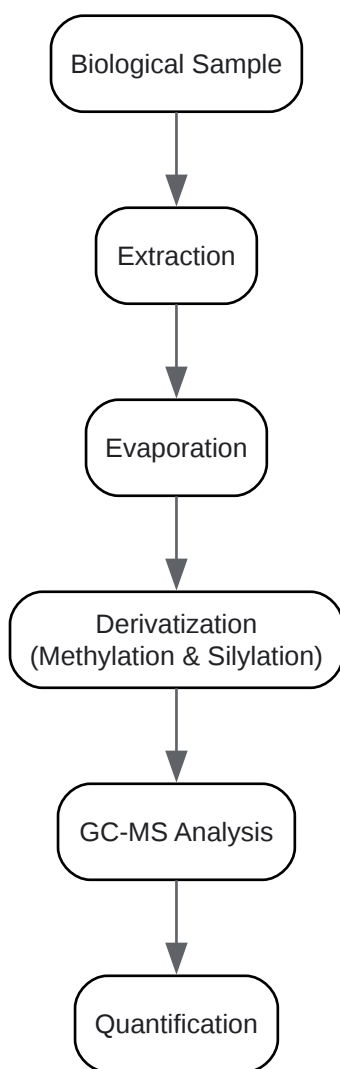 Biological Sample
Extraction
Evaporation
Derivatization
(Methylation & Silylation)
GC-MS Analysis
Quantification